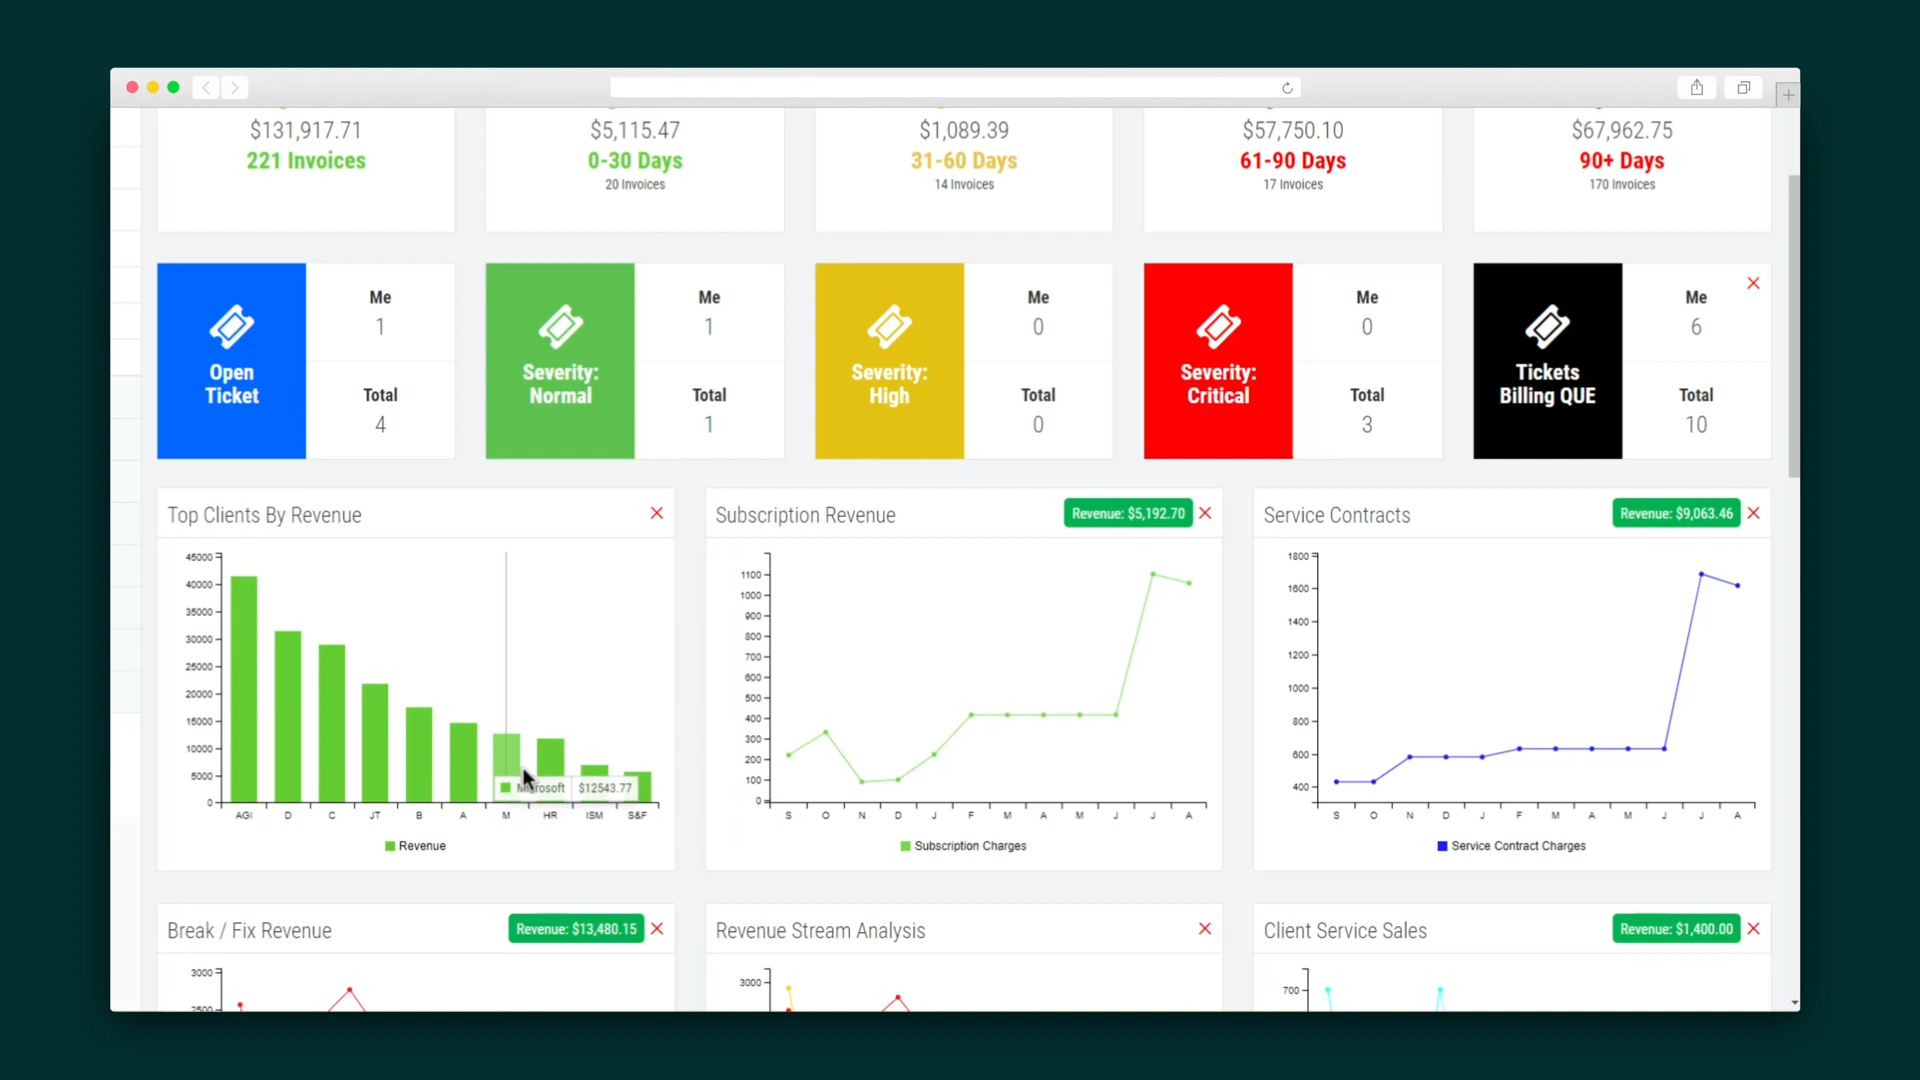 $131,917.71
221 Invoices
$5,115.47
0-30 Days
20 Invoices
$1,089.39
31-60 Days
14 Invoices
$57,750.10
61-90 Days
17 Invoices
$67,962.75
90+ Days
170 Invoices
Open
Ticket
Me
1
Total
4
Severity:
Normal
Me
1
Total
1
Severity:
High
Me
0
Total
0
Severity:
Critical
Me
0
Total
3
Tickets
Billing QUE
Me
6
Total
10
Top Clients By Revenue
45000
40000
35000
30000
25000
20000
15000
10000
5000
0
AGI D C JT B A M HR ISM S&F
$12543.77
Revenue
Subscription Revenue
Revenue: $5,192.70
1100
1000
900
800
700
600
500
400
300
200
100
0
S O N D J F M A M J J A
Subscription Charges
Service Contracts
Revenue: $9,063.46
1800
1600
1400
1200
1000
800
600
400
S O N D J F M A M J J A
Service Contract Charges
Break / Fix Revenue
Revenue: $13,480.15
3000
2500
Revenue Stream Analysis
3000
Client Service Sales
Revenue: $1,400.00
700